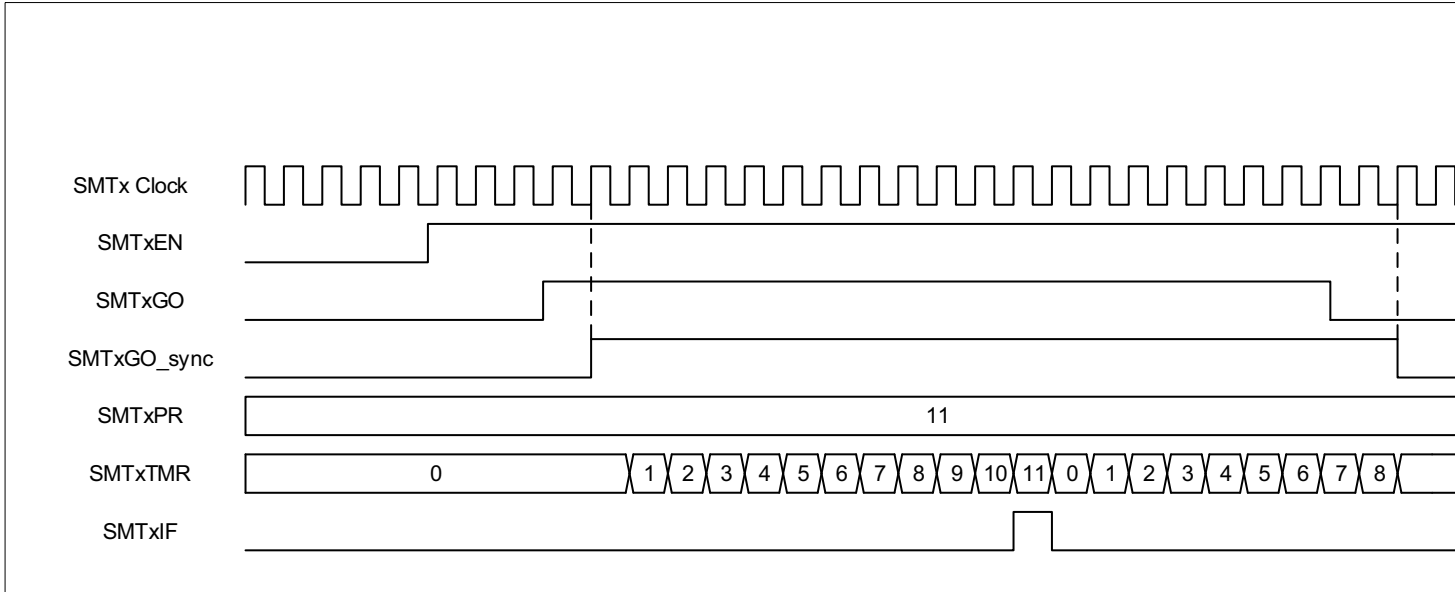 SMTx Clock
SMTxEN
SMTxGO
SMTxGO_sync
SMTxPR 11
SMTxTMR 0 1 2 3 4 5 6 7 8 9 10 11 0 1 2 3 4 5 6 7 8
SMTxIF